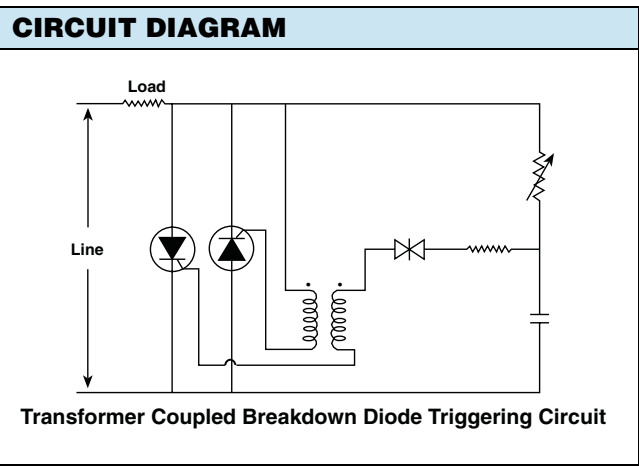 CIRCUIT DIAGRAM
Load
Line
Transformer Coupled Breakdown Diode Triggering Circuit